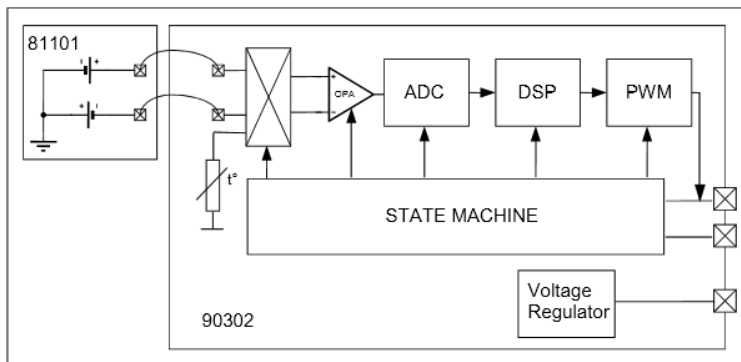 81101
- +
+ -
+
OPA
-
ADC
DSP
PWM
t°
STATE MACHINE
Voltage
Regulator
90302